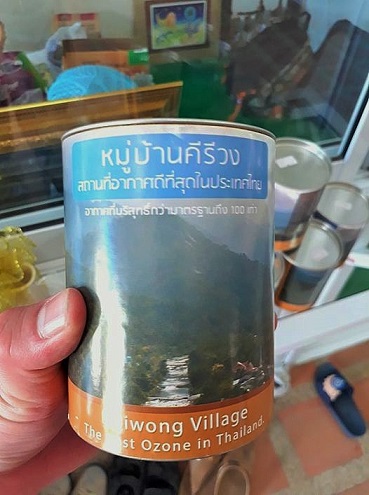 หมู่บ้านคีรีวง
สถานที่อากาศดีที่สุดในประเทศไทย
อากาศที่บริสุทธิ์กว่ามาตรฐานถึง 100 เท่า
iwong Village
The Best Ozone in Thailand.